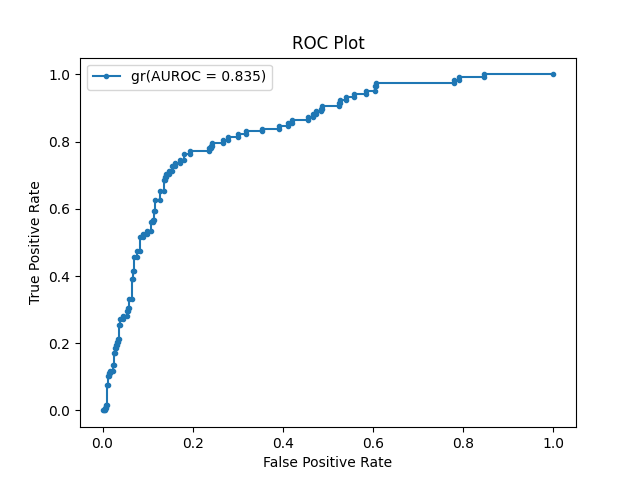 ROC Plot
gr(AUROC = 0.835)
1.0
0.8
0.6
0.4
0.2
0.0
True Positive Rate
0.0 0.2 0.4 0.6 0.8 1.0
False Positive Rate